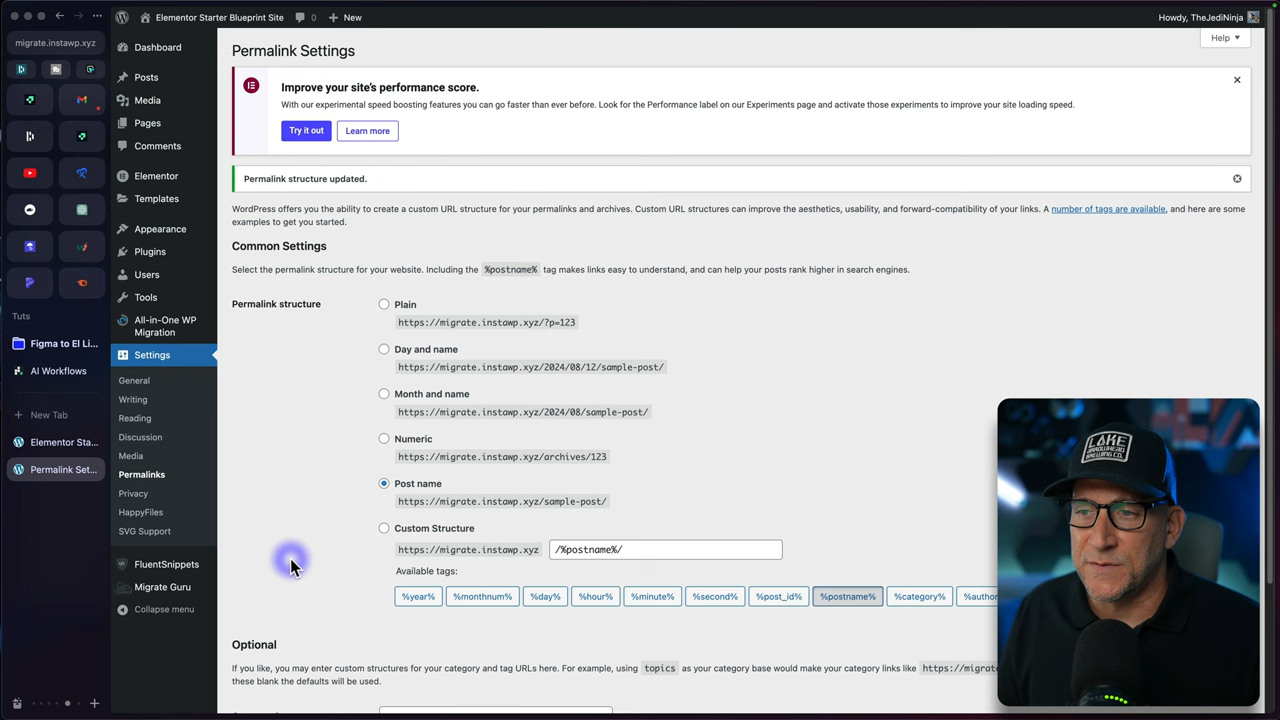 Elementor Starter Blueprint Site
0
New
Howdy, TheJediNinja
migrate.instawp.xyz
Tuts
Figma to El Li...
AI Workflows
New Tab
Elementor Sta...
Permalink Set...
Dashboard
Posts
Media
Pages
Comments
Elementor
Templates
Appearance
Plugins
Users
Tools
All-in-One WP
Migration
Settings
General
Writing
Reading
Discussion
Media
Permalinks
Privacy
HappyFiles
SVG Support
FluentSnippets
Migrate Guru
Collapse menu
Help
Permalink Settings
Improve your site's performance score.
With our experimental speed boosting features you can go faster than ever before. Look for the Performance label on our Experiments page and activate those experiments to improve your site loading speed.
Try it out
Learn more
Permalink structure updated.
WordPress offers you the ability to create a custom URL structure for your permalinks and archives. Custom URL structures can improve the aesthetics, usability, and forward-compatibility of your links. A number of tags are available, and here are some
examples to get you started.
Common Settings
Select the permalink structure for your website. Including the %postname% tag makes links easy to understand, and can help your posts rank higher in search engines.
Permalink structure
Plain
https://migrate.instawp.xyz/?p=123
Day and name
https://migrate.instawp.xyz/2024/08/12/sample-post/
Month and name
https://migrate.instawp.xyz/2024/08/sample-post/
Numeric
https://migrate.instawp.xyz/archives/123
Post name
https://migrate.instawp.xyz/sample-post/
Custom Structure
https://migrate.instawp.xyz /%postname%/
Available tags:
%year% %monthnum% %day% %hour% %minute% %second% %post_id% %postname% %category% %author
Optional
If you like, you may enter custom structures for your category and tag URLs here. For example, using topics as your category base would make your category links like https://migra
these blank the defaults will be used.
LAKE
ARROWHEAD
BREWING CO.